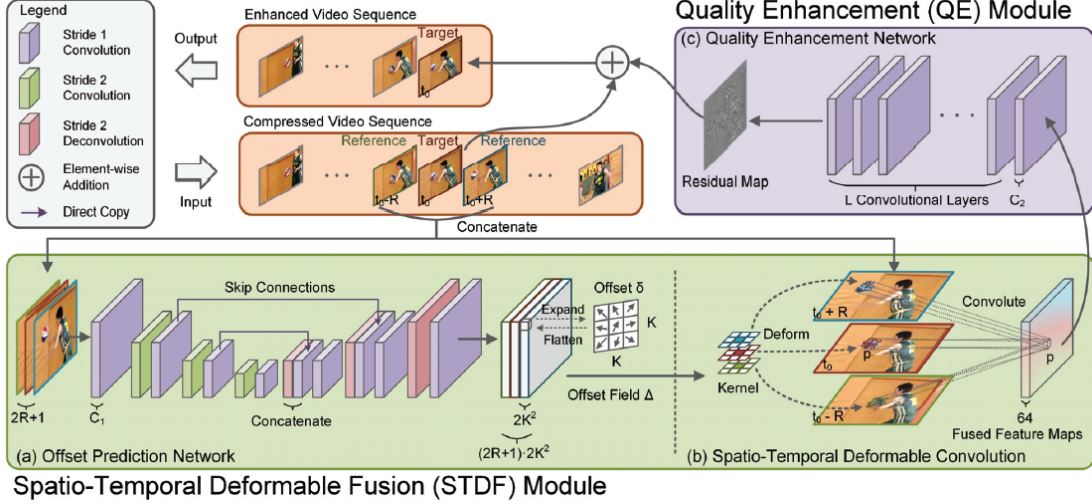 Legend
Stride 1
Convolution
Stride 2
Convolution
Stride 2
Deconvolution
Element-wise
Addition
Direct Copy
Output
Input
Enhanced Video Sequence
Target
t₀
Compressed Video Sequence
Reference
Target
Reference
t₀-R
t₀
t₀+R
Concatenate
Quality Enhancement (QE) Module
(c) Quality Enhancement Network
Residual Map
L Convolutional Layers
C₂
2R+1
C₁
Skip Connections
Concatenate
Expand
Flatten
Offset δ
K
K
2K²
(2R+1)·2K²
Offset Field Δ
(a) Offset Prediction Network
Deform
Kernel
t₀ + R
t₀
p
t₀ - R
Convolute
p
64
Fused Feature Maps
(b) Spatio-Temporal Deformable Convolution
Spatio-Temporal Deformable Fusion (STDF) Module